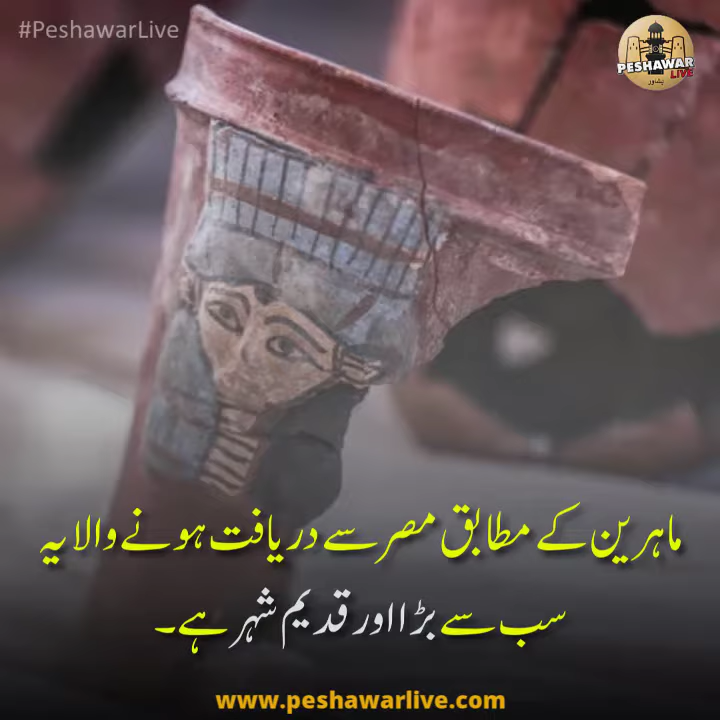 #PeshawarLive
PESHAWAR
LIVE
پشاور
ماہرین کے مطابق مصر سے دریافت ہونے والا یہ
سب سے بڑا اور قدیم شہر ہے۔
www.peshawarlive.com